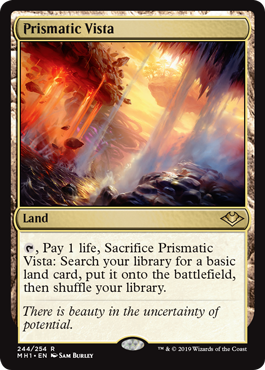 Prismatic Vista
Land
, Pay 1 life, Sacrifice Prismatic
Vista: Search your library for a basic
land card, put it onto the battlefield,
then shuffle your library.
There is beauty in the uncertainty of
potential.
244/254 R
MH1 • EN SAM BURLEY
™ & © 2019 Wizards of the Coast